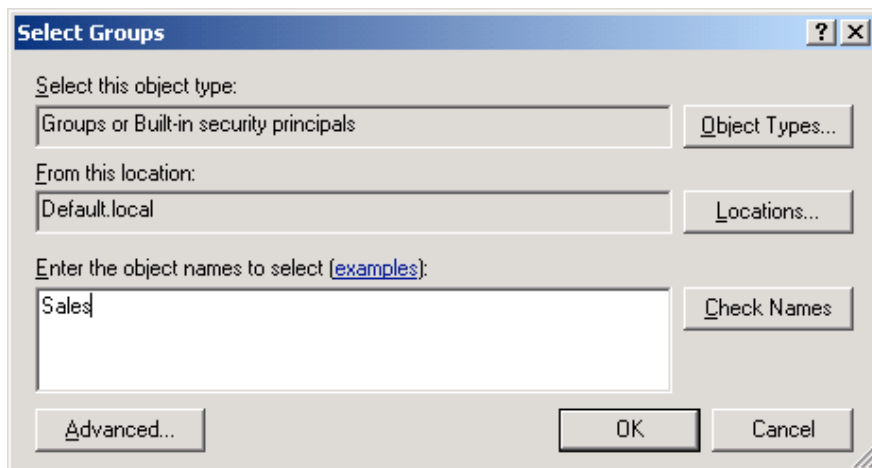 Select Groups
Select this object type:
Groups or Built-in security principals
Object Types...
From this location:
Default.local
Locations...
Enter the object names to select (examples):
Sales
Check Names
Advanced...
OK
Cancel